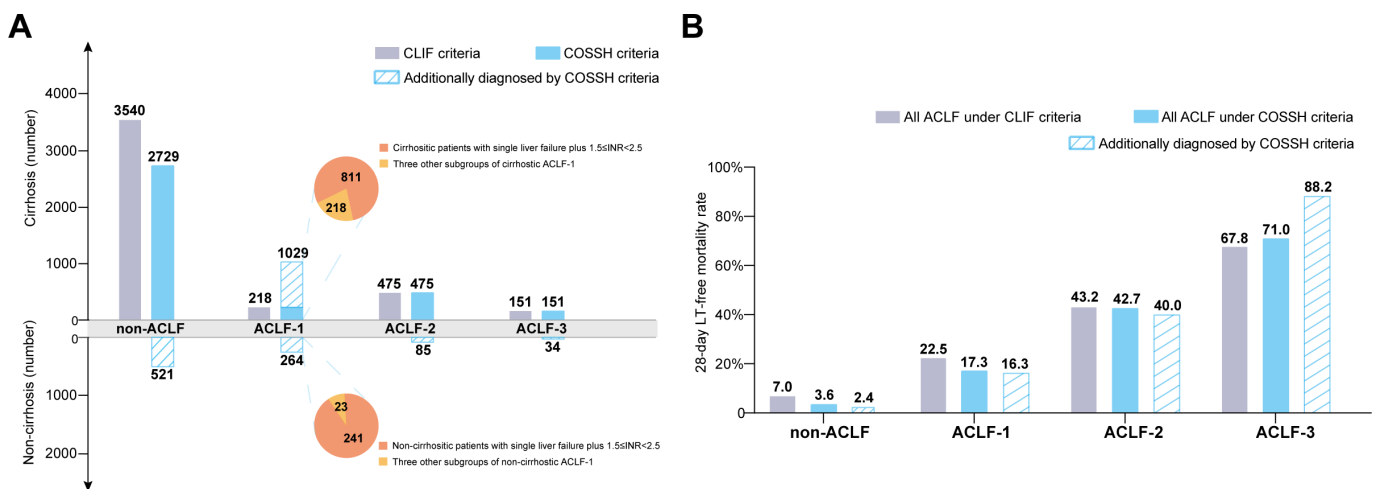 A
CLIF criteria
COSSH criteria
Additionally diagnosed by COSSH criteria
Cirrhosis (number)
4000
3000
2000
1000
0
3540
2729
218
1029
475
475
151
151
Cirrhositic patients with single liver failure plus 1.5≤INR<2.5
Three other subgroups of cirrhostic ACLF-1
811
218
non-ACLF
ACLF-1
ACLF-2
ACLF-3
Non-cirrhosis (number)
0
1000
2000
521
264
85
34
23
241
Non-cirrhositic patients with single liver failure plus 1.5≤INR<2.5
Three other subgroups of non-cirrhostic ACLF-1
B
All ACLF under CLIF criteria
All ACLF under COSSH criteria
Additionally diagnosed by COSSH criteria
28-day LT-free mortality rate
100%
80%
60%
40%
20%
0
7.0
3.6
2.4
22.5
17.3
16.3
43.2
42.7
40.0
67.8
71.0
88.2
non-ACLF
ACLF-1
ACLF-2
ACLF-3